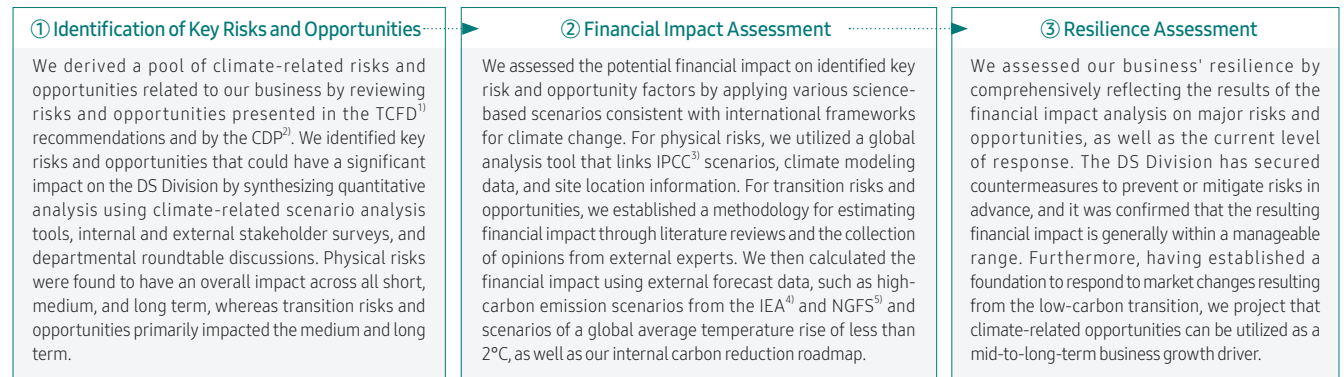 ① Identification of Key Risks and Opportunities
We derived a pool of climate-related risks and
opportunities related to our business by reviewing
risks and opportunities presented in the TCFD1)
recommendations and by the CDP2). We identified key
risks and opportunities that could have a significant
impact on the DS Division by synthesizing quantitative
analysis using climate-related scenario analysis
tools, internal and external stakeholder surveys, and
departmental roundtable discussions. Physical risks
were found to have an overall impact across all short,
medium, and long term, whereas transition risks and
opportunities primarily impacted the medium and long
term.
② Financial Impact Assessment
We assessed the potential financial impact on identified key
risk and opportunity factors by applying various science-
based scenarios consistent with international frameworks
for climate change. For physical risks, we utilized a global
analysis tool that links IPCC3) scenarios, climate modeling
data, and site location information. For transition risks and
opportunities, we established a methodology for estimating
financial impact through literature reviews and the collection
of opinions from external experts. We then calculated the
financial impact using external forecast data, such as high-
carbon emission scenarios from the IEA4) and NGFS5) and
scenarios of a global average temperature rise of less than
2°C, as well as our internal carbon reduction roadmap.
③ Resilience Assessment
We assessed our business' resilience by
comprehensively reflecting the results of the
financial impact analysis on major risks and
opportunities, as well as the current level
of response. The DS Division has secured
countermeasures to prevent or mitigate risks in
advance, and it was confirmed that the resulting
financial impact is generally within a manageable
range. Furthermore, having established a
foundation to respond to market changes resulting
from the low-carbon transition, we project that
climate-related opportunities can be utilized as a
mid-to-long-term business growth driver.